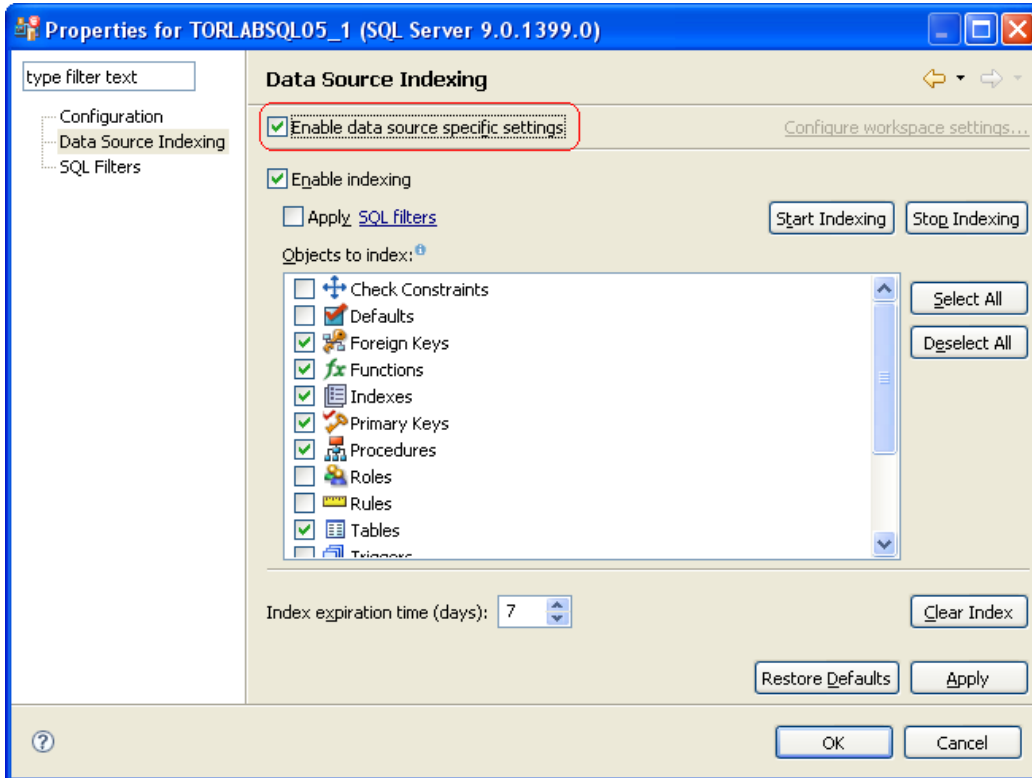 Properties for TORLABSQL05_1 (SQL Server 9.0.1399.0)
type filter text
Configuration
Data Source Indexing
SQL Filters
Data Source Indexing
Enable data source specific settings
Configure workspace settings...
Enable indexing
Apply SQL filters
Start Indexing
Stop Indexing
Objects to index:
Check Constraints
Defaults
Foreign Keys
Functions
Indexes
Primary Keys
Procedures
Roles
Rules
Tables
Triggers
Select All
Deselect All
Index expiration time (days): 7
Clear Index
Restore Defaults
Apply
OK
Cancel